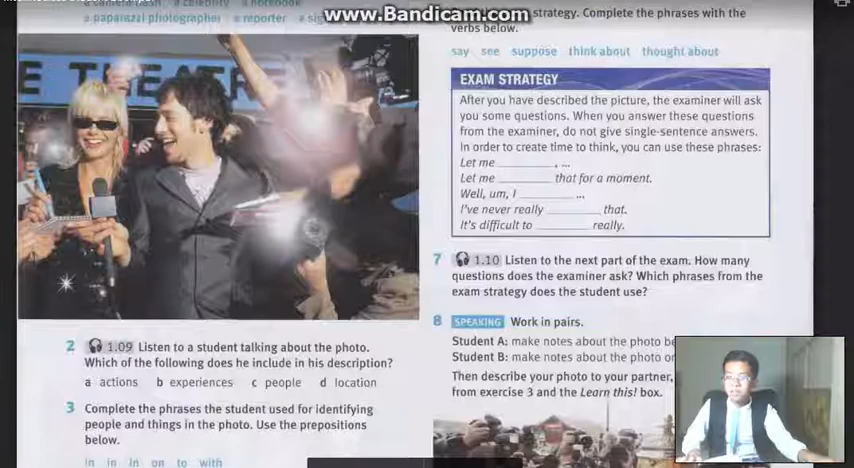 www.Bandicam.com
a celebrity a notebook
a paparazzi photographer a reporter
E THEATRE
2 1.09 Listen to a student talking about the photo.
Which of the following does he include in his description?
a actions b experiences c people d location
3 Complete the phrases the student used for identifying
people and things in the photo. Use the prepositions
below.
in in in on to with
strategy. Complete the phrases with the
verbs below.
say see suppose think about thought about
EXAM STRATEGY
After you have described the picture, the examiner will ask
you some questions. When you answer these questions
from the examiner, do not give single-sentence answers.
In order to create time to think, you can use these phrases:
Let me ________, ...
Let me ________ that for a moment.
Well, um, I ________ ...
I've never really ________ that.
It's difficult to ________ really.
7 1.10 Listen to the next part of the exam. How many
questions does the examiner ask? Which phrases from the
exam strategy does the student use?
8 SPEAKING Work in pairs.
Student A: make notes about the photo
Student B: make notes about the photo
Then describe your photo to your partner,
from exercise 3 and the Learn this! box.